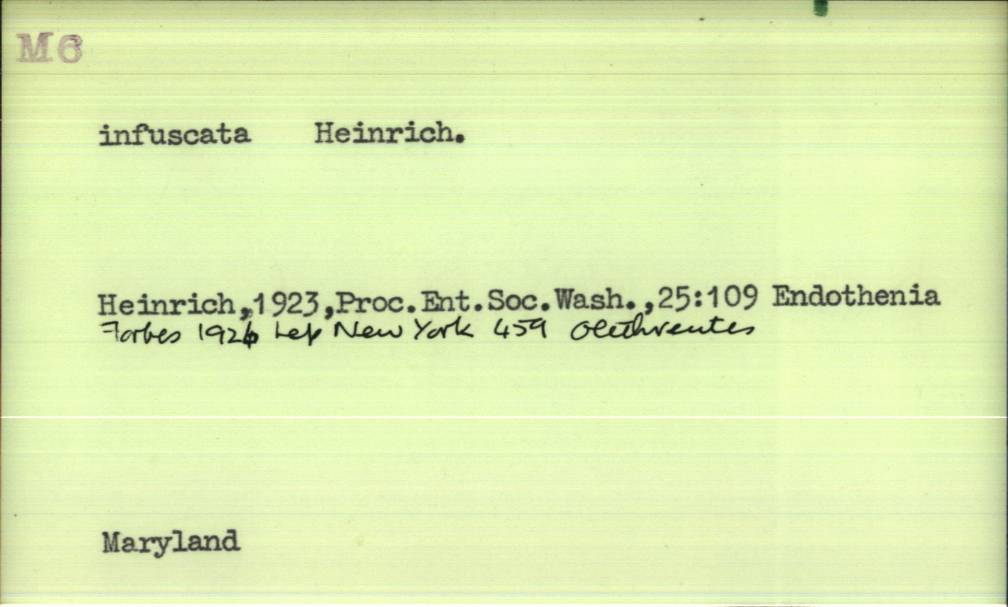 M6
infuscata Heinrich.
Heinrich,1923,Proc.Ent.Soc.Wash.,25:109 Endothenia
Forbes 1924 Lep New York 459 Olethreutes
Maryland